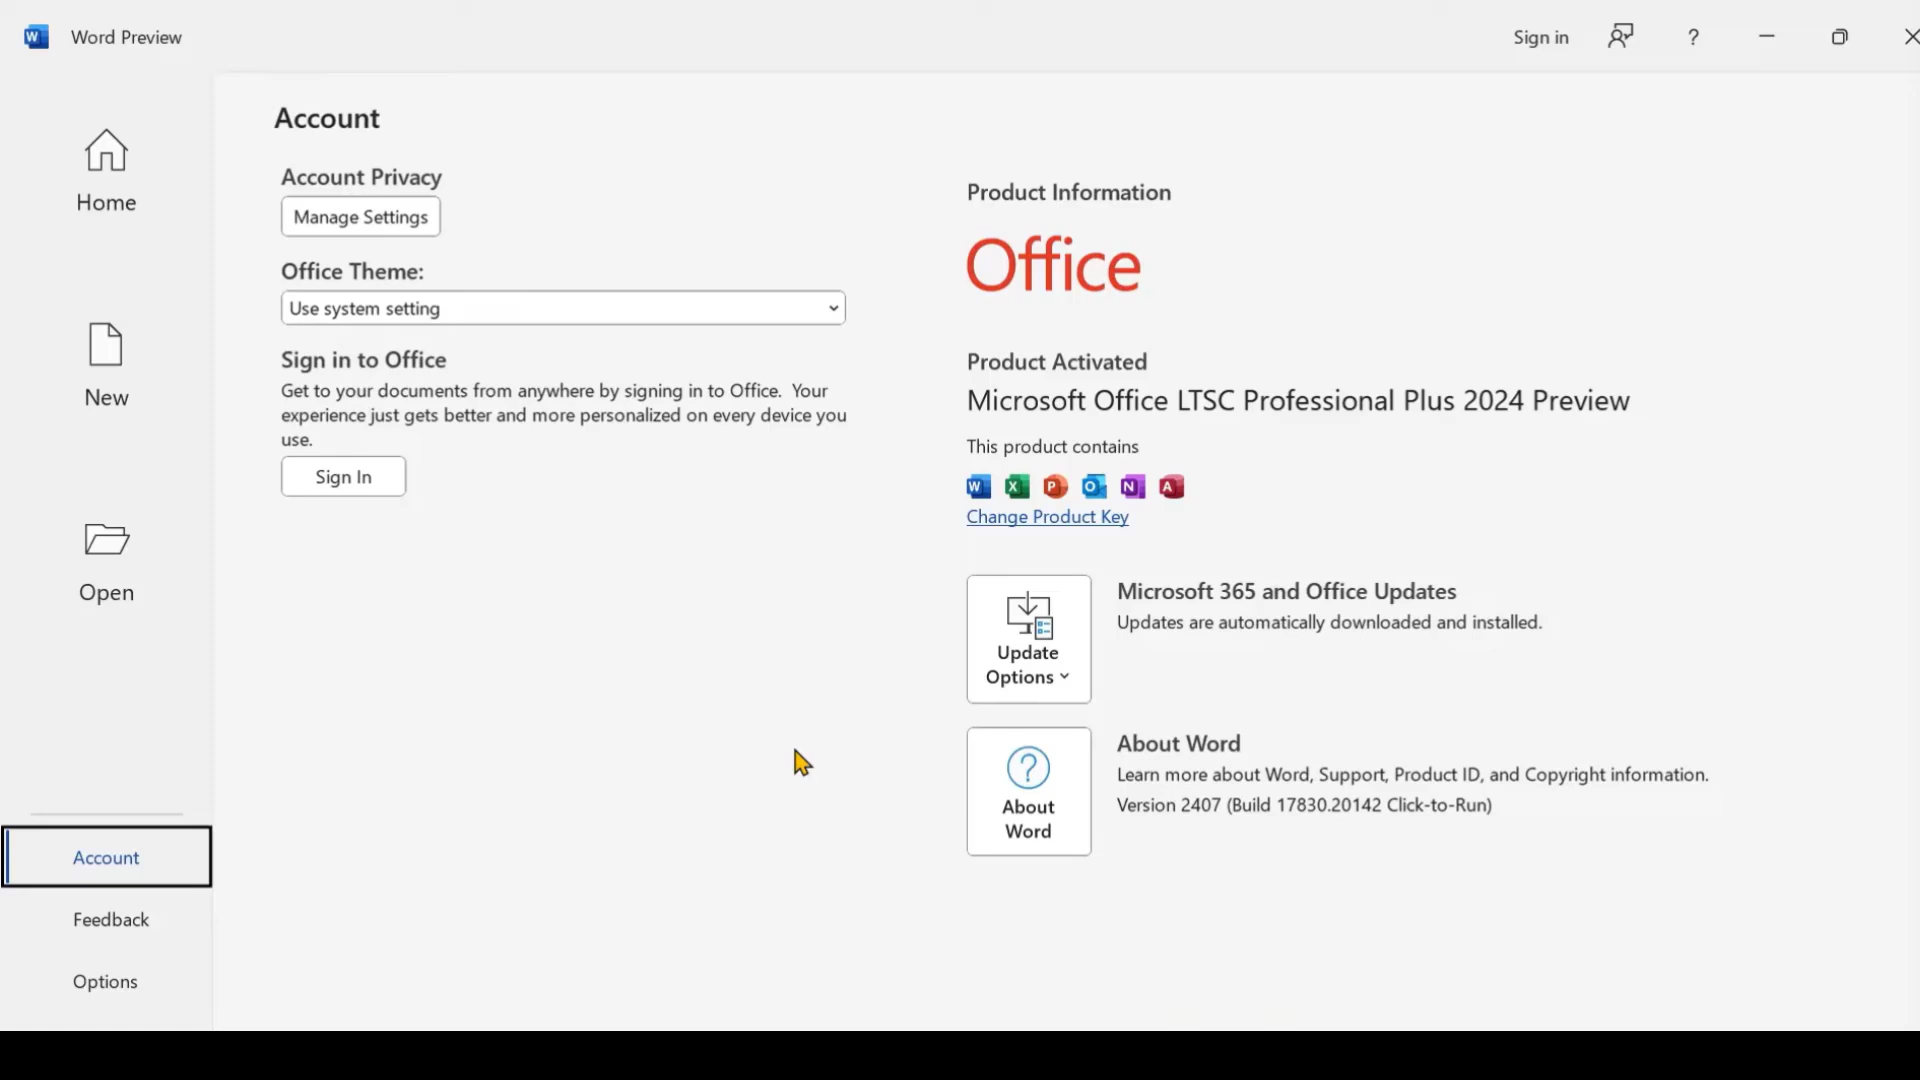 Word Preview
Sign in
?
Account
Account Privacy
Manage Settings
Office Theme:
Use system setting
Sign in to Office
Get to your documents from anywhere by signing in to Office. Your
experience just gets better and more personalized on every device you
use.
Sign In
Home
New
Open
Account
Feedback
Options
Product Information
Office
Product Activated
Microsoft Office LTSC Professional Plus 2024 Preview
This product contains
W X P O N A
Change Product Key
Update
Options
Microsoft 365 and Office Updates
Updates are automatically downloaded and installed.
?
About
Word
About Word
Learn more about Word, Support, Product ID, and Copyright information.
Version 2407 (Build 17830.20142 Click-to-Run)